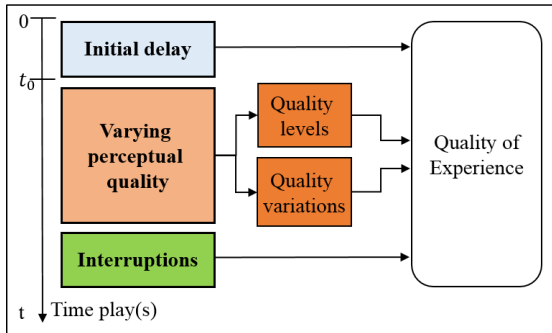 0
Initial delay
t₀
Varying
perceptual
quality
Quality
levels
Quality
variations
Quality of
Experience
Interruptions
t
Time play(s)